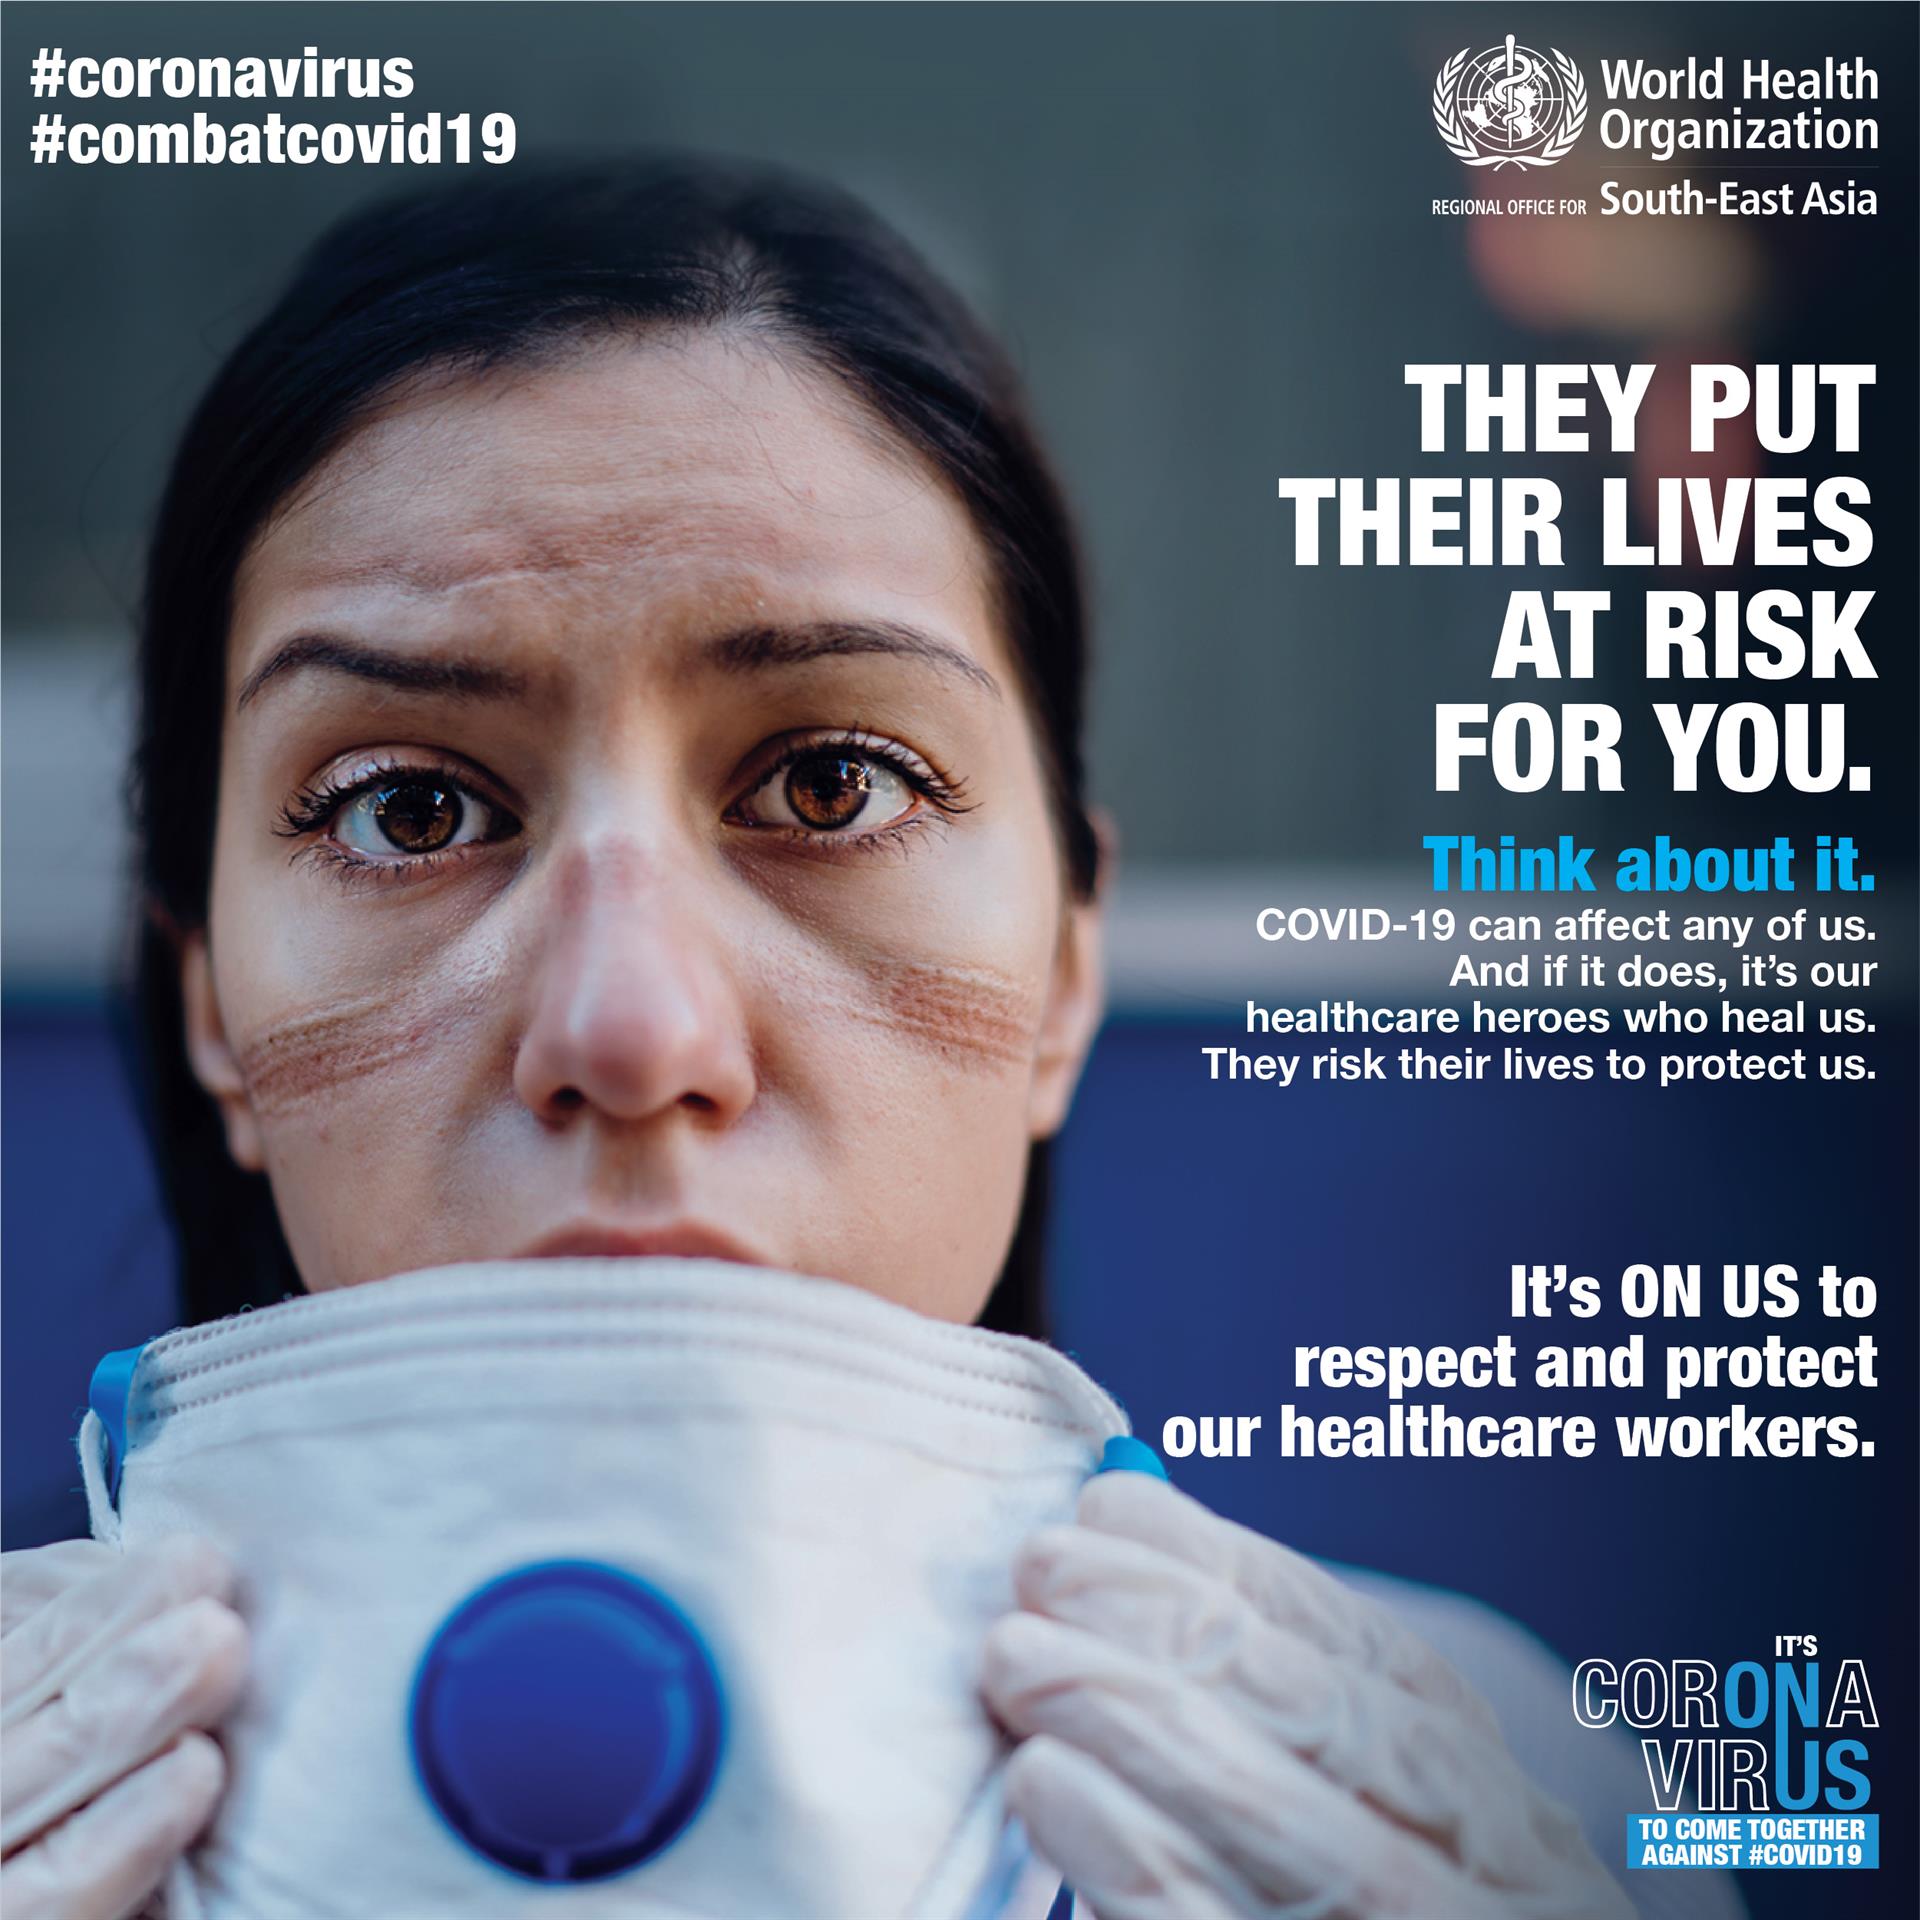 #coronavirus
#combatcovid19
World Health
Organization
REGIONAL OFFICE FOR South-East Asia
THEY PUT
THEIR LIVES
AT RISK
FOR YOU.
Think about it.
COVID-19 can affect any of us.
And if it does, it’s our
healthcare heroes who heal us.
They risk their lives to protect us.
It’s ON US to
respect and protect
our healthcare workers.
IT’S
CORONA
VIRUS
TO COME TOGETHER
AGAINST #COVID19